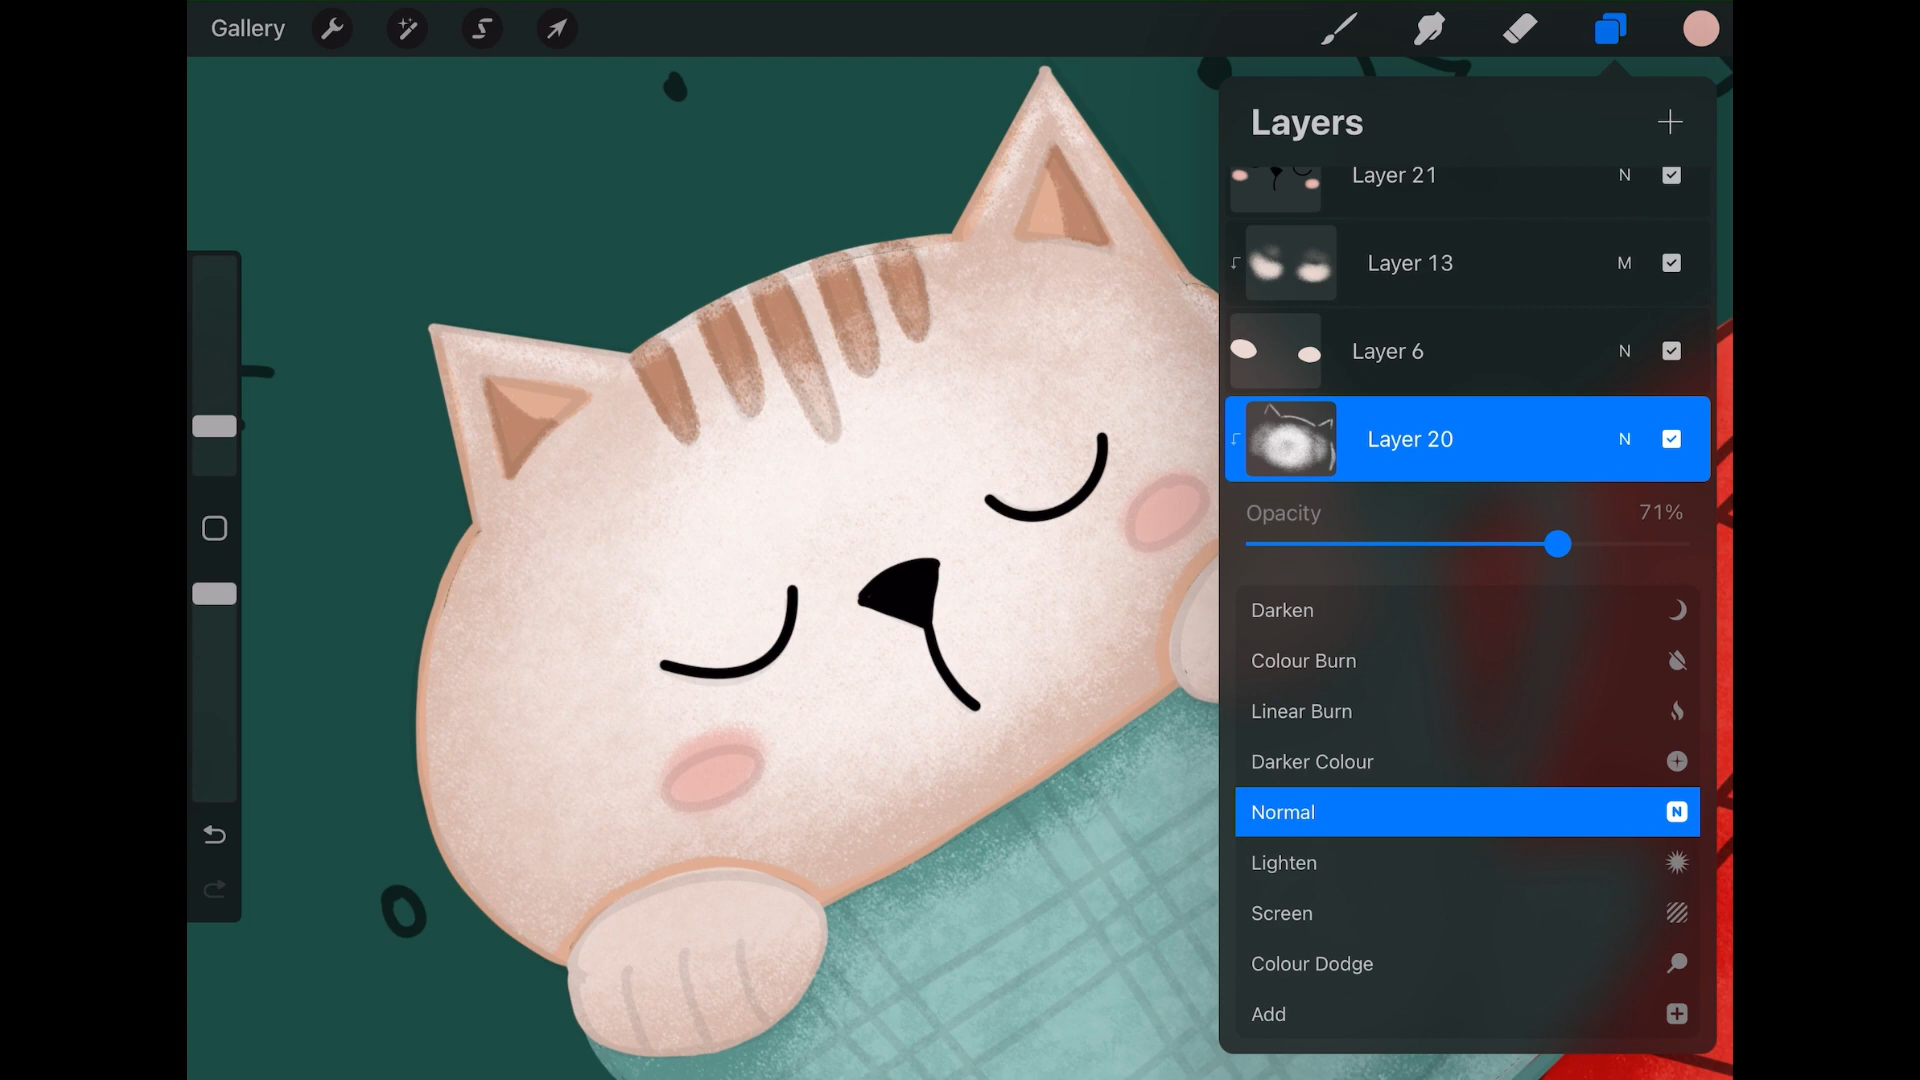 Gallery
Layers
Layer 21 N
Layer 13 M
Layer 6 N
Layer 20 N
Opacity 71%
Darken
Colour Burn
Linear Burn
Darker Colour
Normal N
Lighten
Screen
Colour Dodge
Add